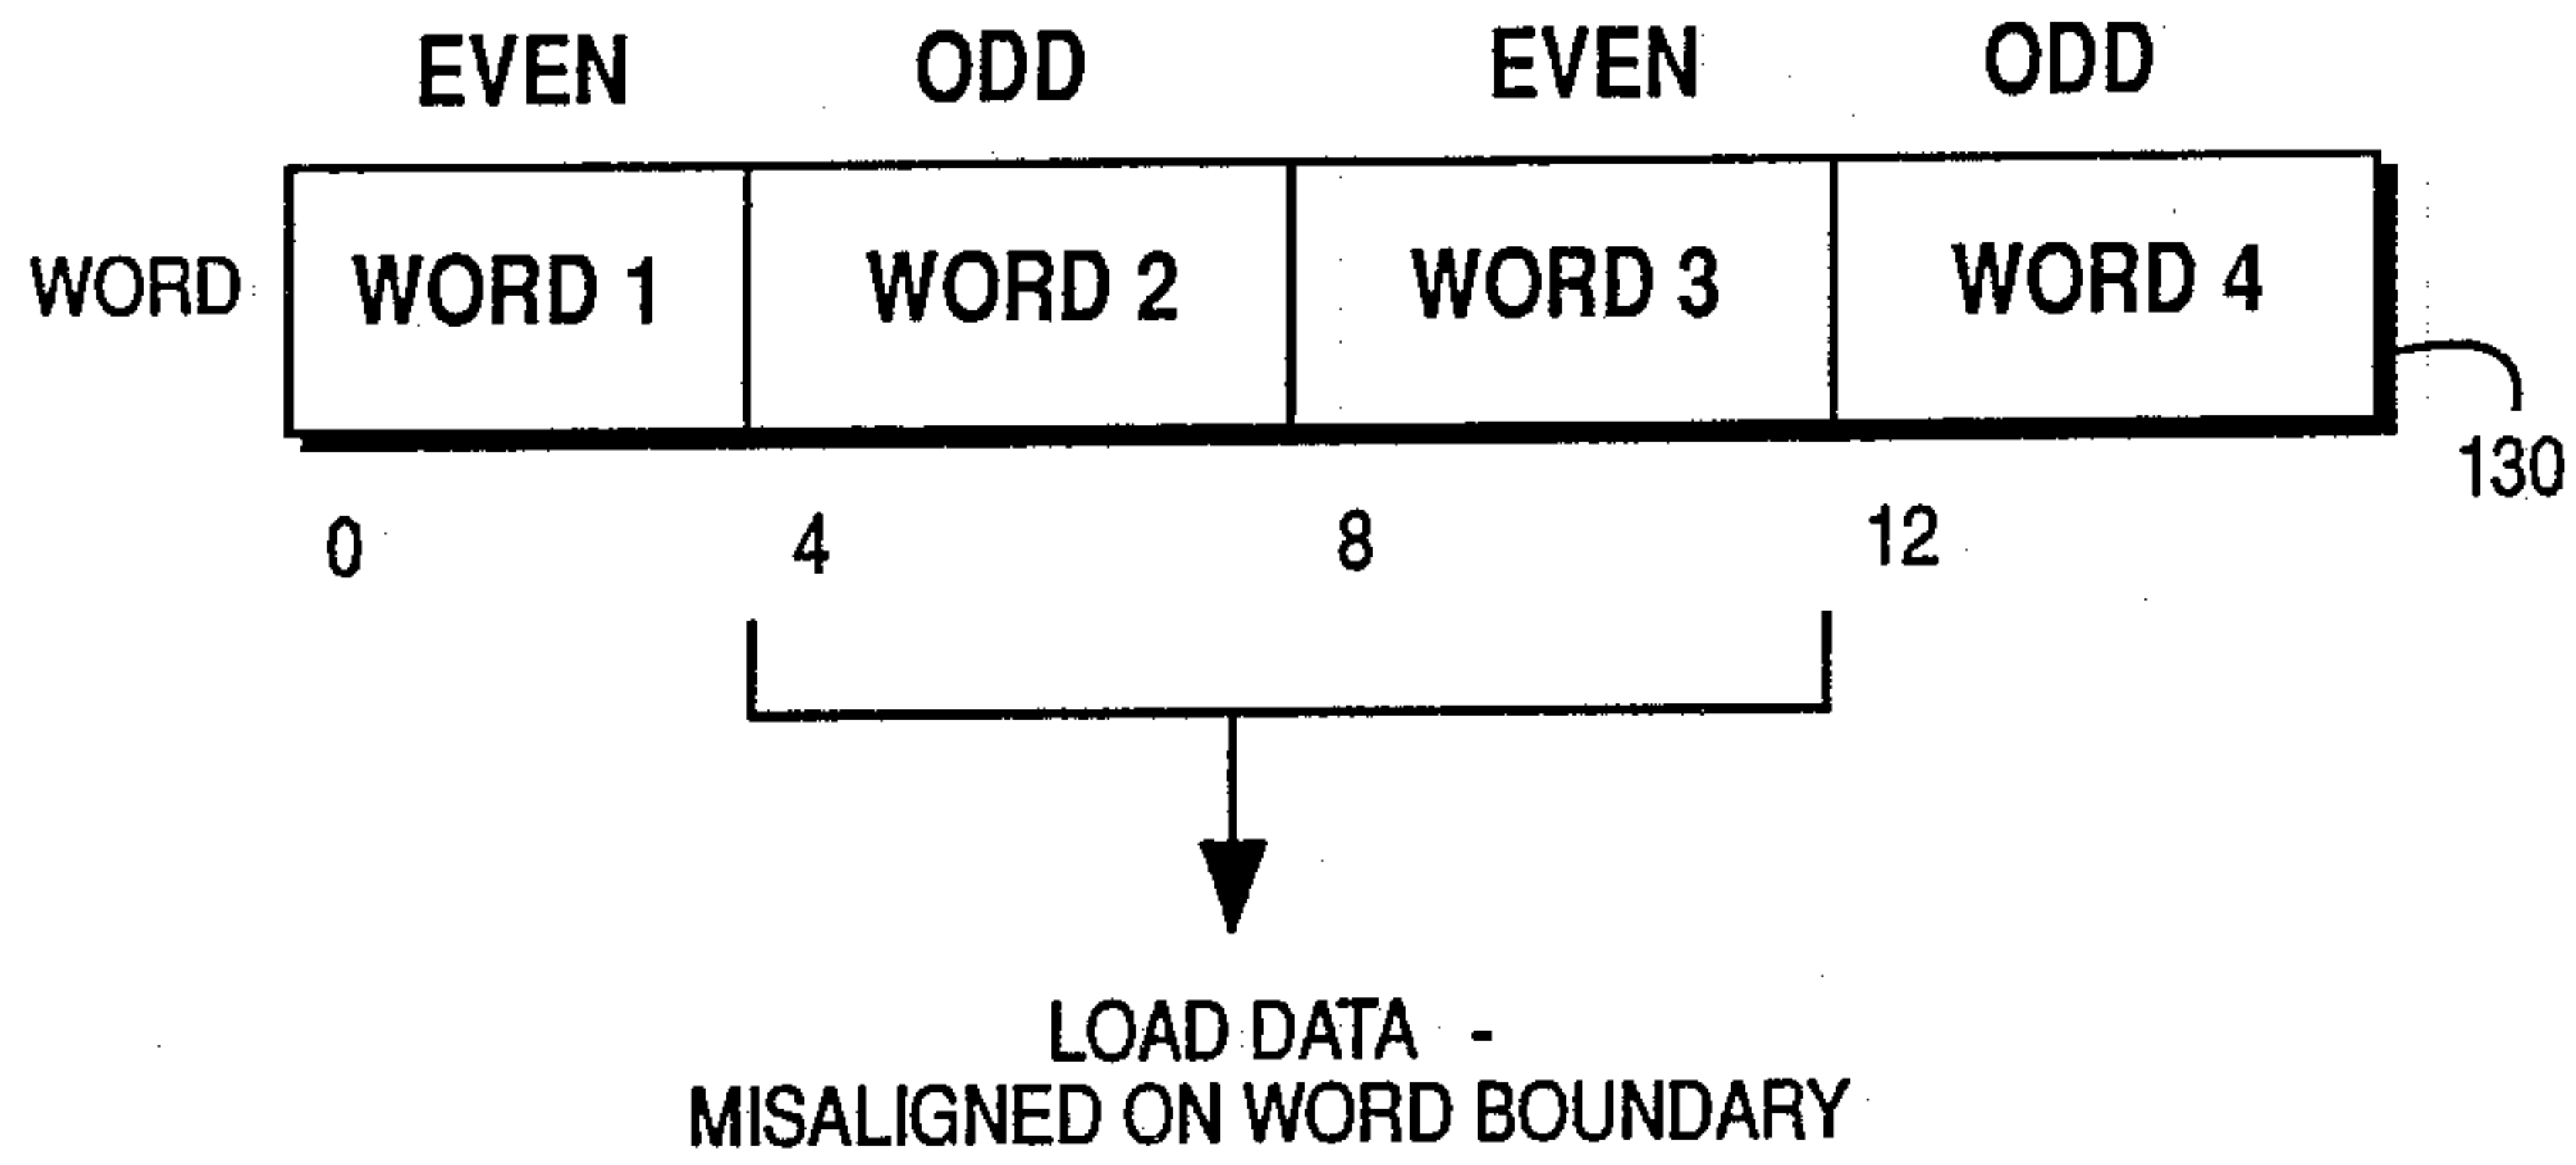 EVEN ODD EVEN ODD
WORD WORD 1 WORD 2 WORD 3 WORD 4
130
0 4 8 12
LOAD DATA -
MISALIGNED ON WORD BOUNDARY